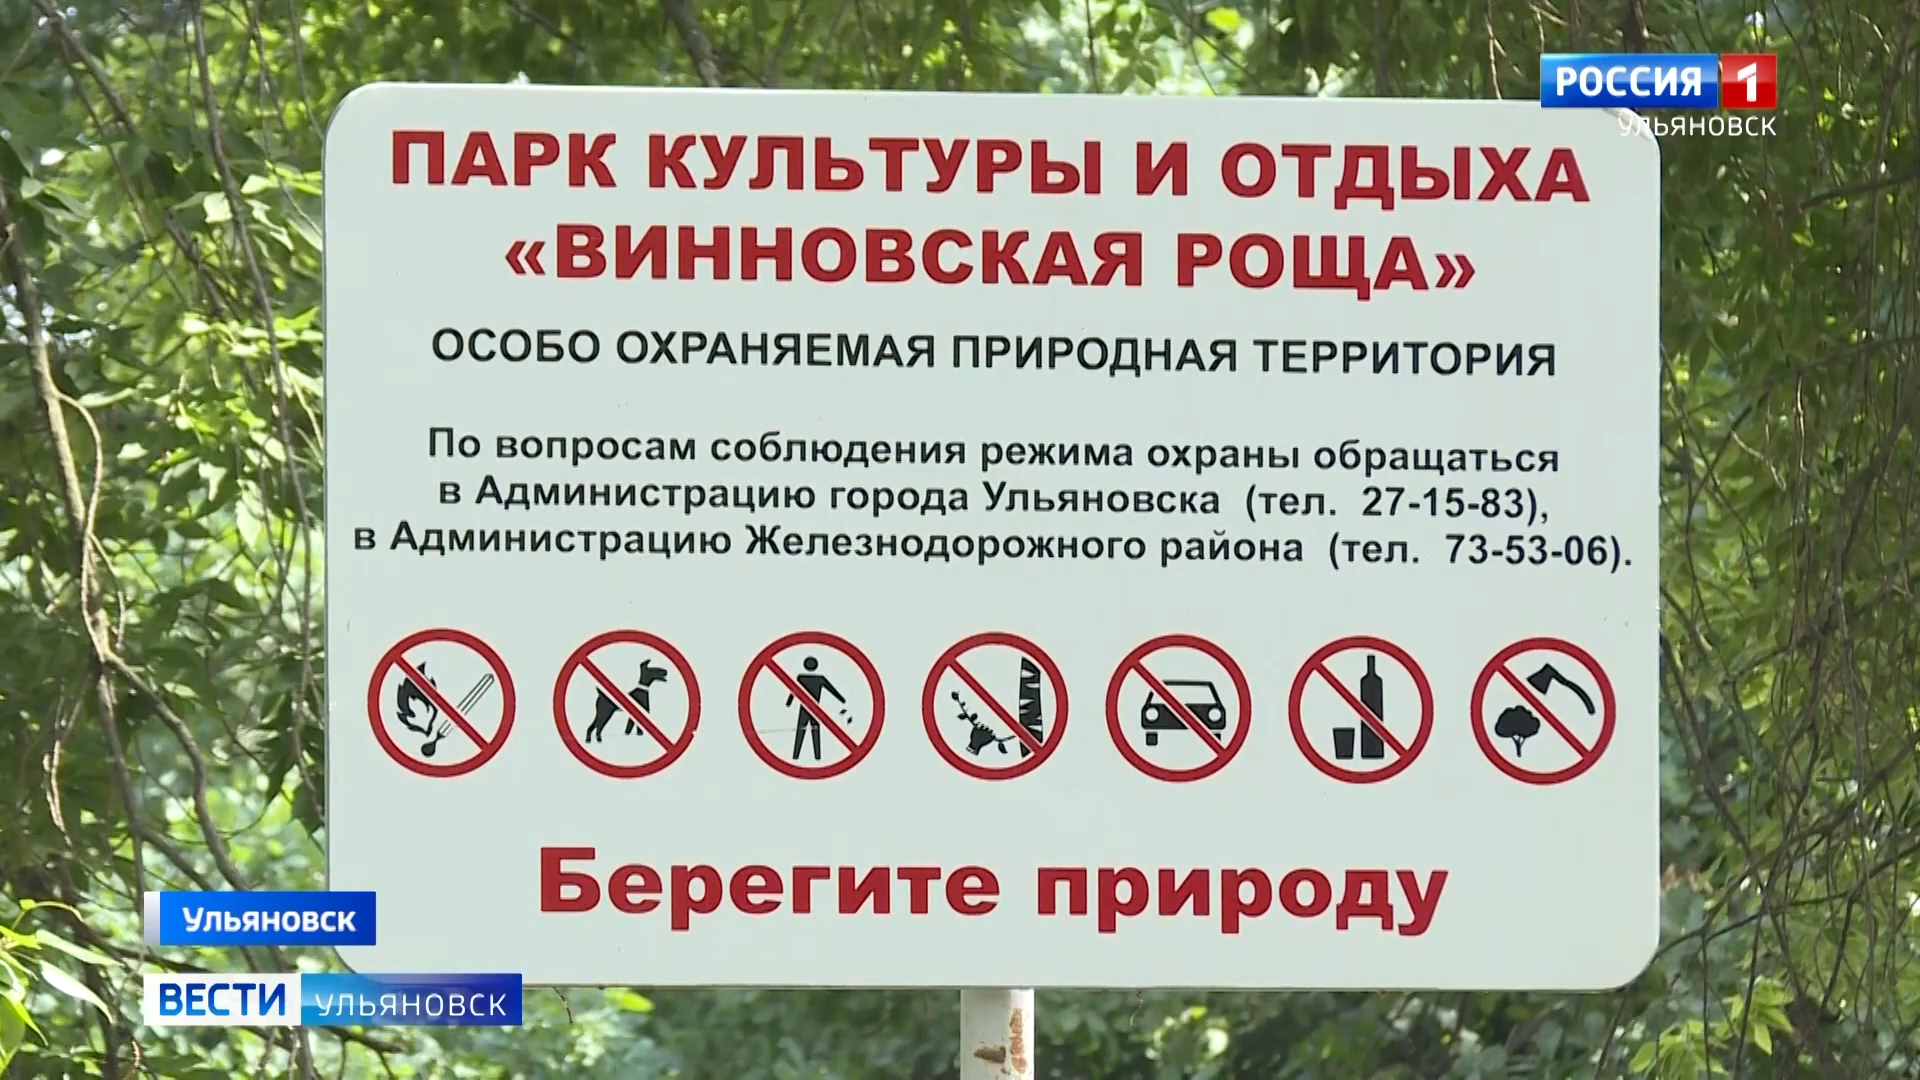 РОССИЯ 1
УЛЬЯНОВСК
ПАРК КУЛЬТУРЫ И ОТДЫХА
«ВИННОВСКАЯ РОЩА»
ОСОБО ОХРАНЯЕМАЯ ПРИРОДНАЯ ТЕРРИТОРИЯ
По вопросам соблюдения режима охраны обращаться
в Администрацию города Ульяновска (тел. 27-15-83),
в Администрацию Железнодорожного района (тел. 73-53-06).
Берегите природу
Ульяновск
ВЕСТИ УЛЬЯНОВСК